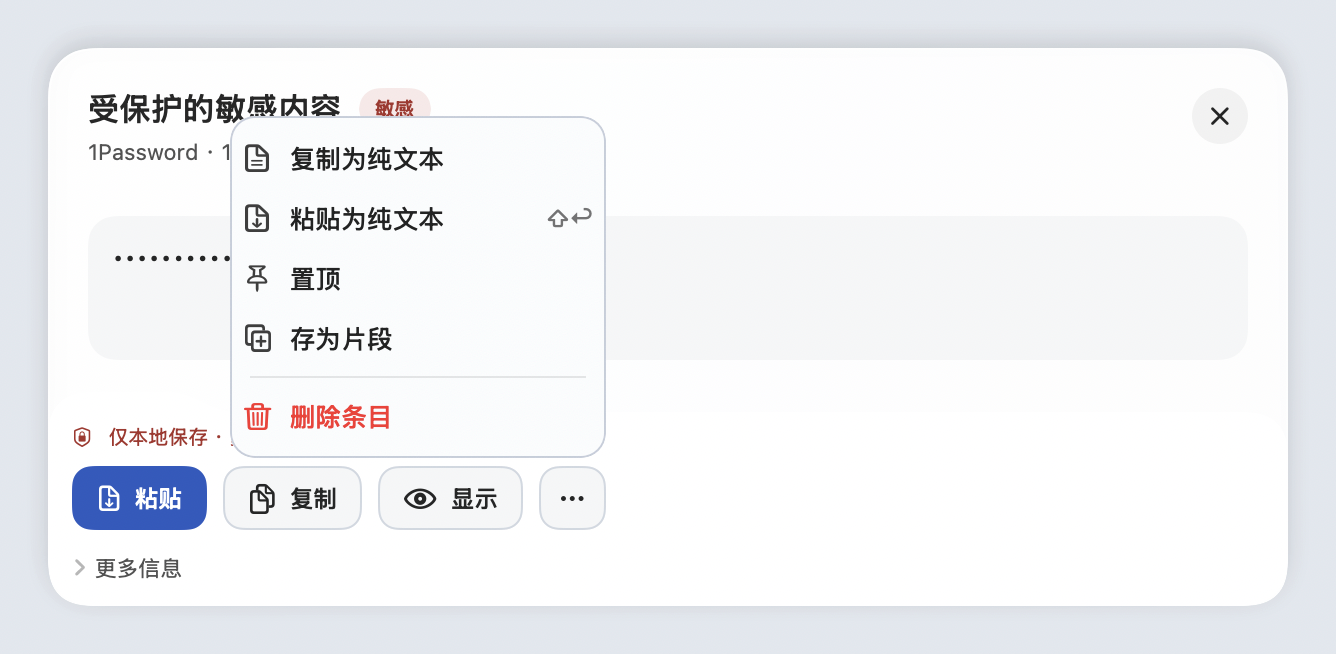 受保护的敏感内容 敏感
1Password · 1
••••••••••••
复制为纯文本
粘贴为纯文本 ⇧↩
置顶
存为片段
删除条目
仅本地保存 ·
粘贴 复制 显示 •••
更多信息